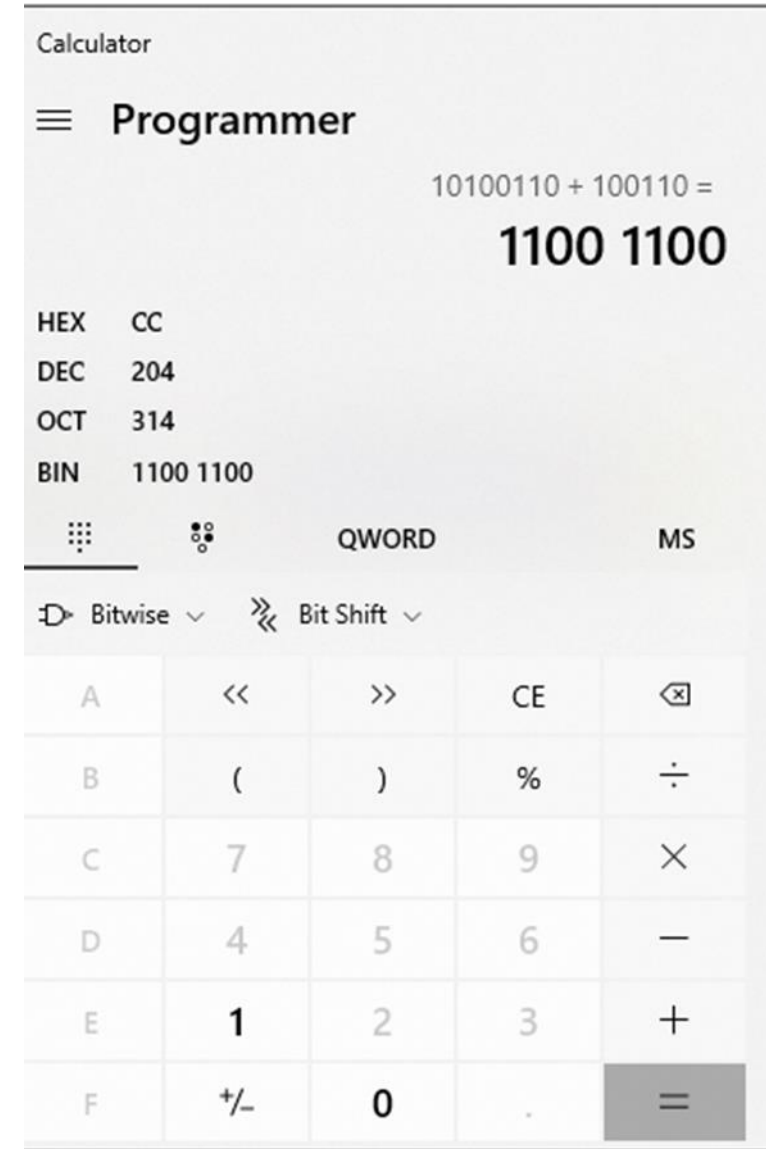 Calculator
Programmer
10100110 + 100110 =
1100 1100
HEX CC
DEC 204
OCT 314
BIN 1100 1100
QWORD MS
Bitwise Bit Shift
A << >> CE
B ( ) % ÷
C 7 8 9 ×
D 4 5 6 −
E 1 2 3 +
F +/− 0 . =